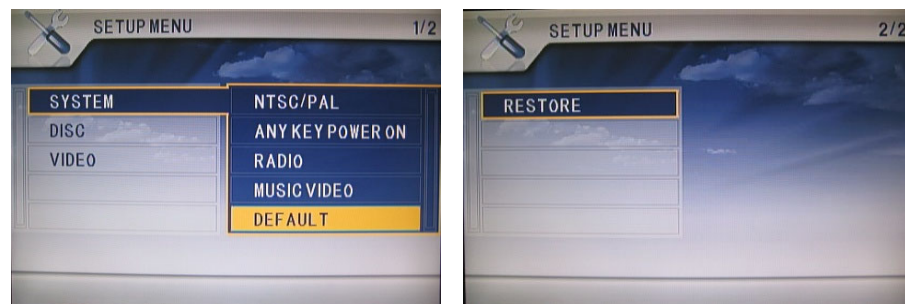 SETUP MENU 1/2
SYSTEM
DISC
VIDEO
NTSC/PAL
ANY KEY POWER ON
RADIO
MUSIC VIDEO
DEFAULT
SETUP MENU 2/2
RESTORE